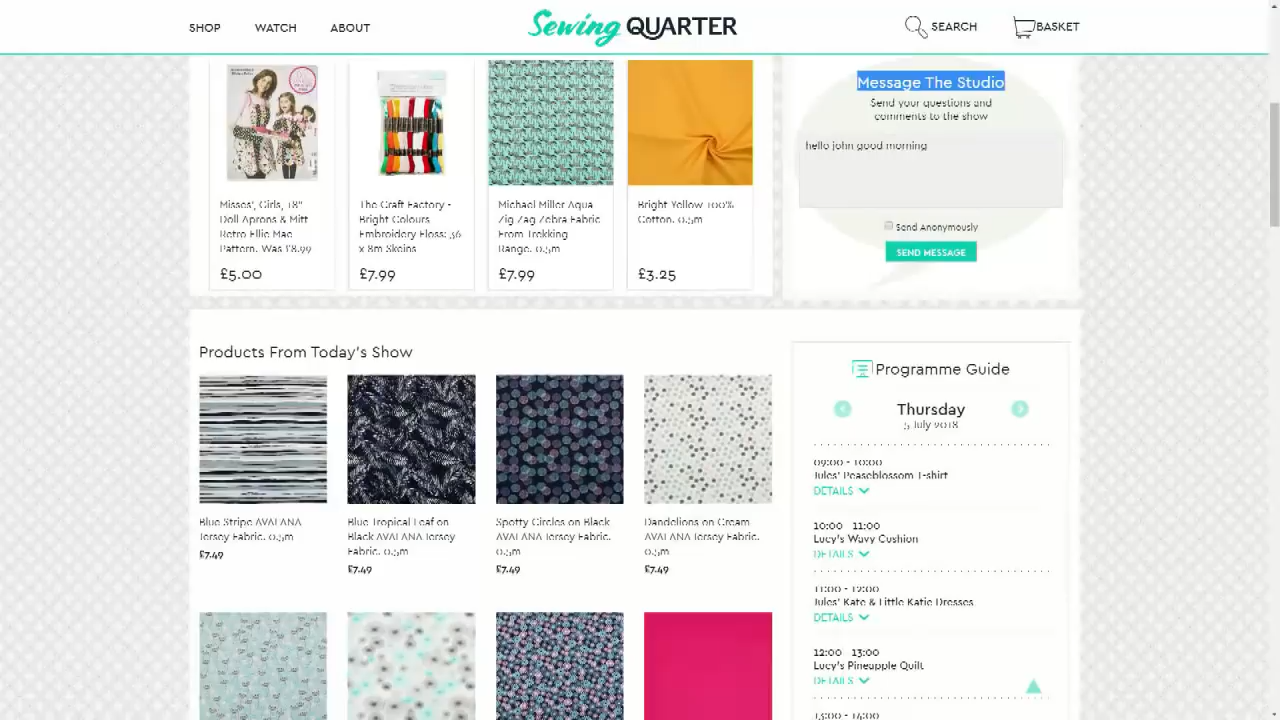 SHOP
WATCH
ABOUT
Sewing QUARTER
SEARCH
BASKET
Misses', Girls, 18"
Doll Aprons & Mitt
Retro Ellie Mae
Pattern. Was £8.99
£5.00
The Craft Factory -
Bright Colours
Embroidery Floss: 36
x 8m Skeins
£7.99
Michael Miller Aqua
Zig Zag Zebra Fabric
From Trekking
Range. 0.5m
£7.99
Bright Yellow 100%
Cotton. 0.5m
£3.25
Message The Studio
Send your questions and
comments to the show
hello john good morning
Send Anonymously
SEND MESSAGE
Products From Today's Show
Blue Stripe AVALANA
Jersey Fabric. 0.5m
£7.49
Blue Tropical Leaf on
Black AVALANA Jersey
Fabric. 0.5m
£7.49
Spotty Circles on Black
AVALANA Jersey Fabric.
0.5m
£7.49
Dandelions on Cream
AVALANA Jersey Fabric.
0.5m
£7.49
Programme Guide
Thursday
5 July 2018
09:00 - 10:00
Jules' Peaseblossom T-shirt
DETAILS
10:00 - 11:00
Lucy's Wavy Cushion
DETAILS
11:00 - 12:00
Jules' Kate & Little Katie Dresses
DETAILS
12:00 - 13:00
Lucy's Pineapple Quilt
DETAILS
13:00 - 14:00